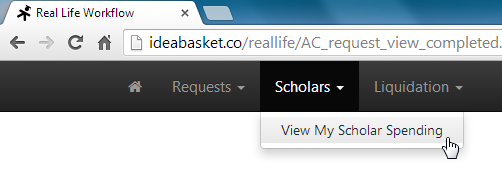 Real Life Workflow
ideabasket.co/reallife/AC_request_view_completed.
Requests Scholars Liquidation
View My Scholar Spending